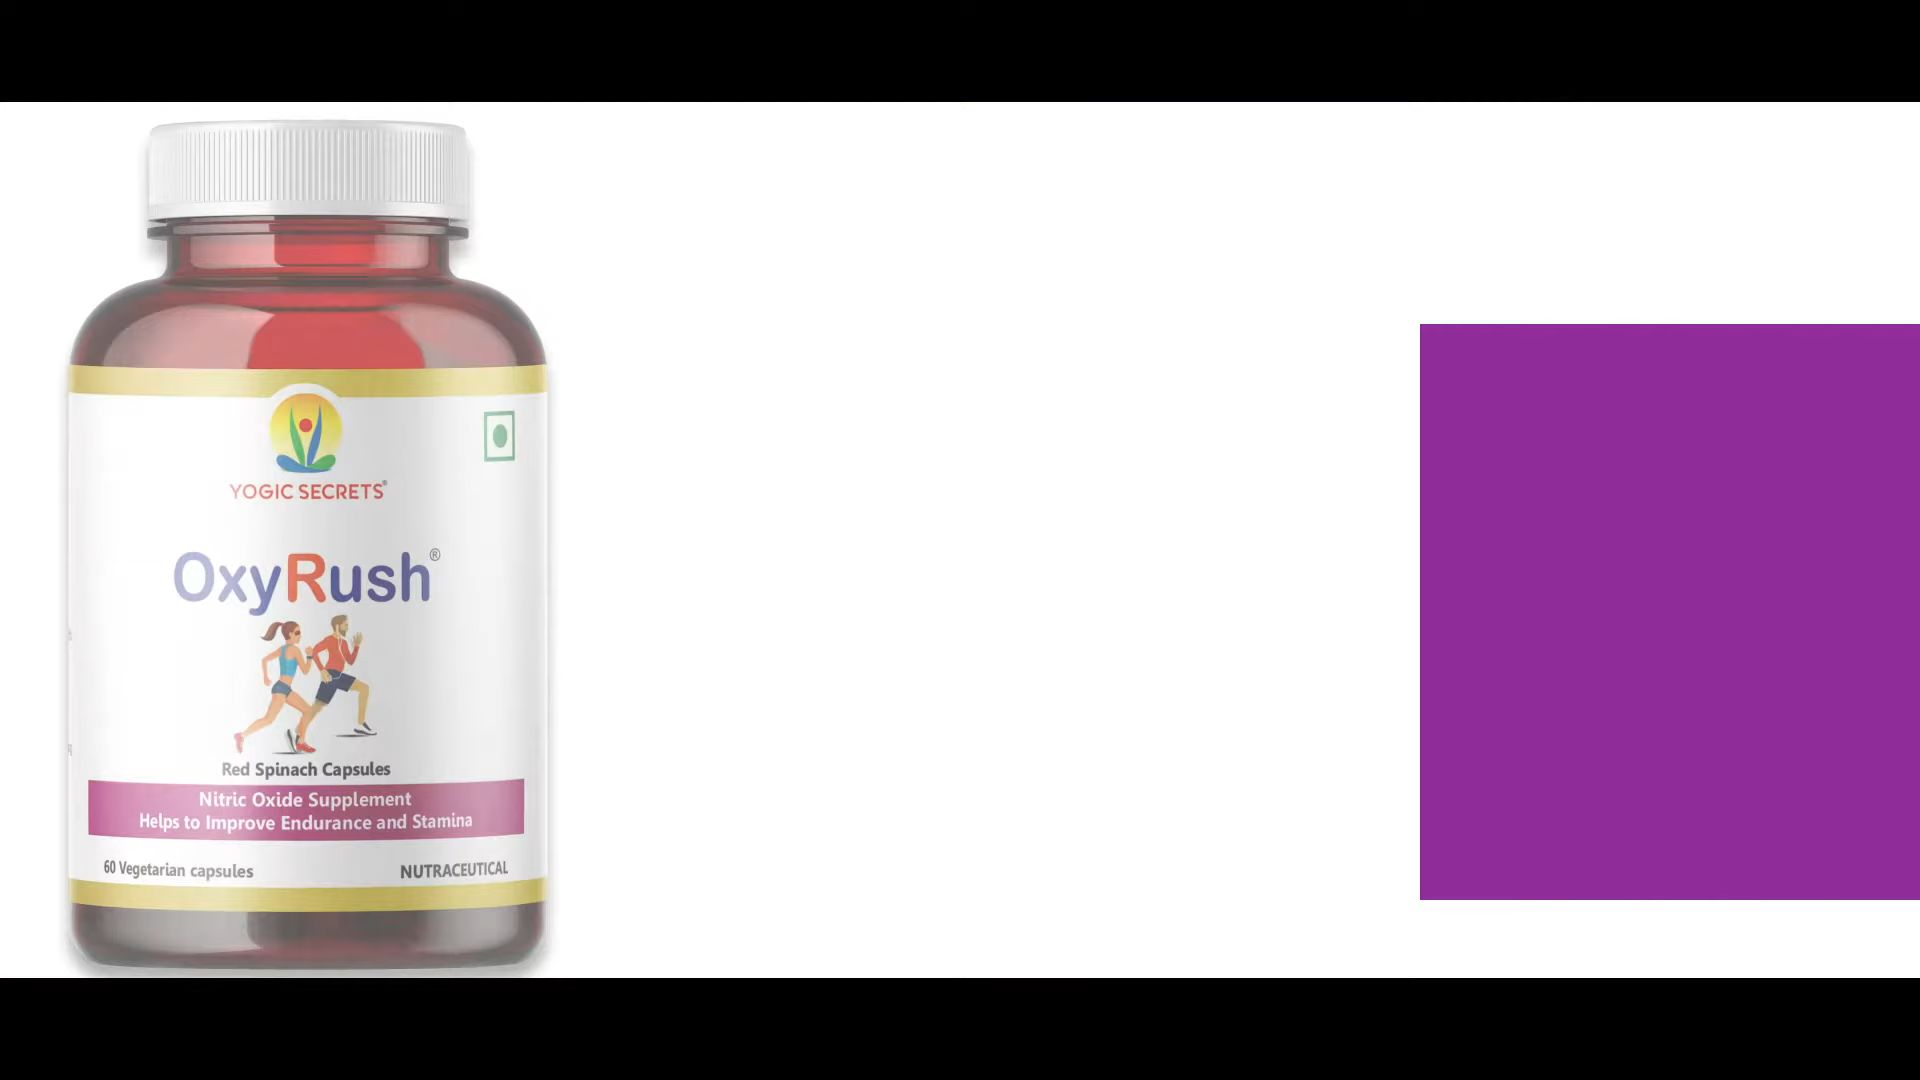 YOGIC SECRETS®
OxyRush®
Red Spinach Capsules
Nitric Oxide Supplement
Helps to Improve Endurance and Stamina
60 Vegetarian capsules
NUTRACEUTICAL